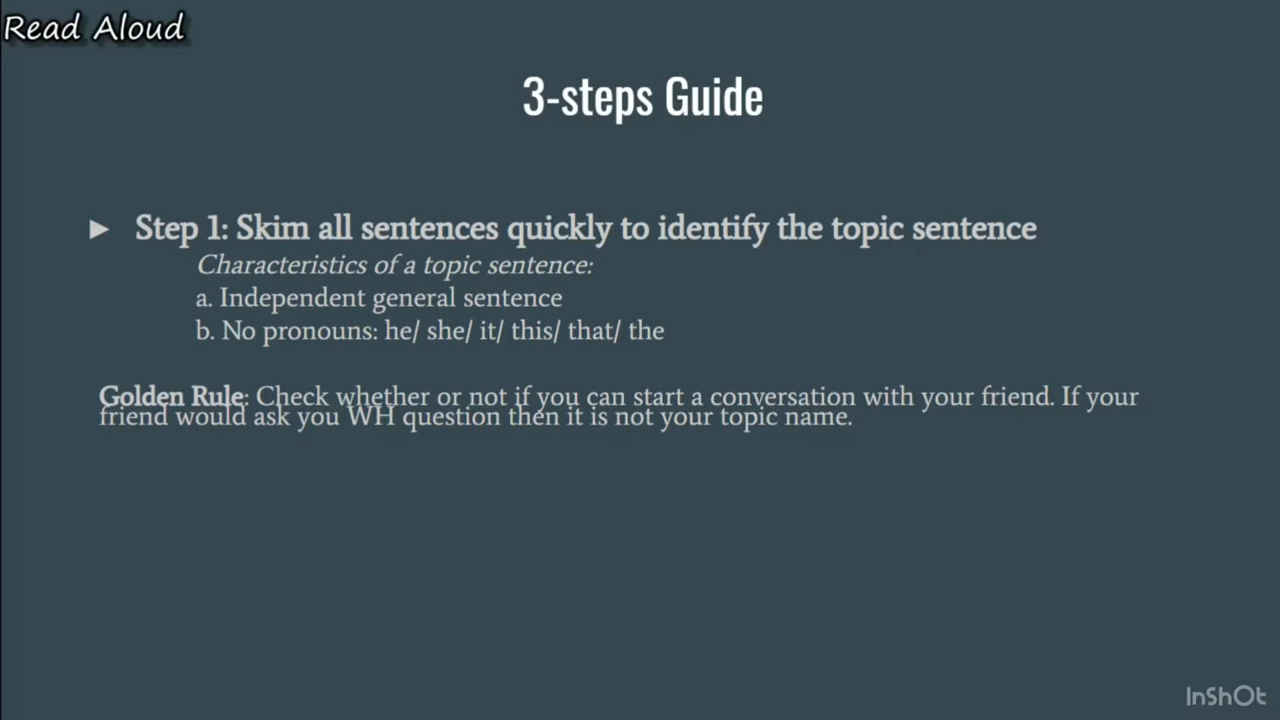 Read Aloud
3-steps Guide
► Step 1: Skim all sentences quickly to identify the topic sentence
Characteristics of a topic sentence:
a. Independent general sentence
b. No pronouns: he/ she/ it/ this/ that/ the
Golden Rule: Check whether or not if you can start a conversation with your friend. If your
friend would ask you WH question then it is not your topic name.
InShOt